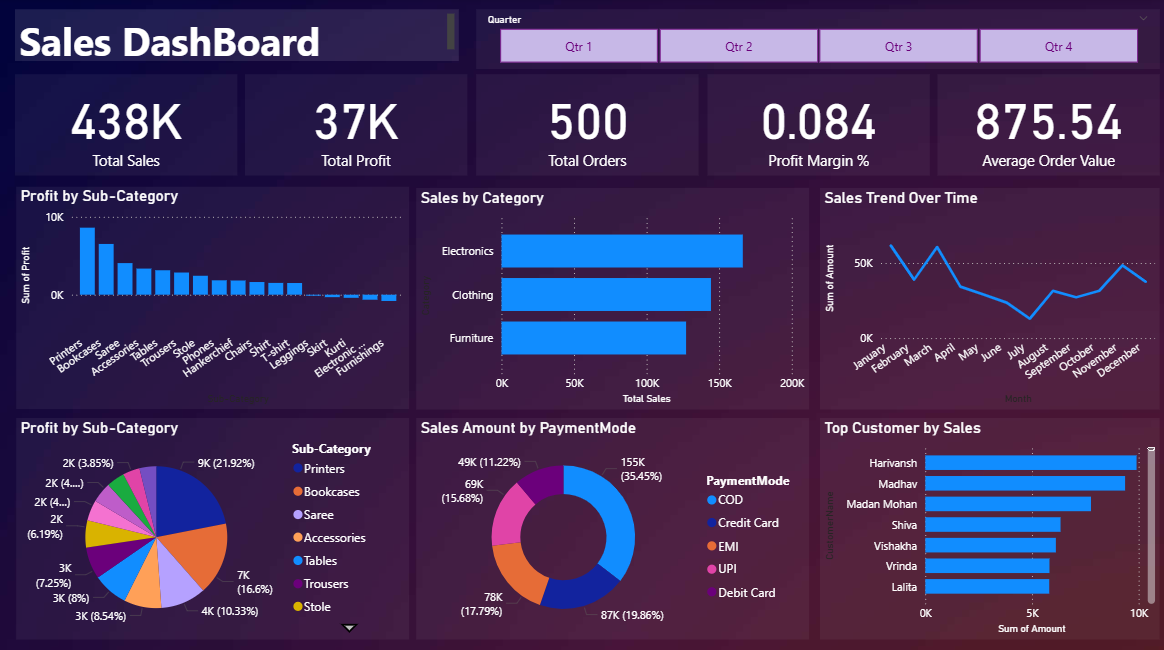 Sales DashBoard
Quarter
Qtr 1
Qtr 2
Qtr 3
Qtr 4
438K
Total Sales
37K
Total Profit
500
Total Orders
0.084
Profit Margin %
875.54
Average Order Value
Profit by Sub-Category
Sum of Profit
10K
0K
Printers
Bookcases
Saree
Accessories
Tables
Trousers
Stole
Phones
Hankerchief
Chairs
Shirt
T-shirt
Leggings
Skirt
Kurti
Electronic ...
Furnishings
Sales by Category
Electronics
Clothing
Furniture
0K
50K
100K
150K
200K
Total Sales
Sales Trend Over Time
Sum of Amount
50K
0K
January
February
March
April
May
June
July
August
September
October
November
December
Month
Profit by Sub-Category
9K (21.92%)
7K
(16.6%)
4K (10.33%)
3K (8.54%)
3K (8%)
3K
(7.25%)
2K
(6.19%)
2K (4...)
2K (4....)
2K (3.85%)
Sub-Category
Printers
Bookcases
Saree
Accessories
Tables
Trousers
Stole
Sales Amount by PaymentMode
155K
(35.45%)
87K (19.86%)
78K
(17.79%)
69K
(15.68%)
49K (11.22%)
PaymentMode
COD
Credit Card
EMI
UPI
Debit Card
Top Customer by Sales
CustomerName
Harivansh
Madhav
Madan Mohan
Shiva
Vishakha
Vrinda
Lalita
0K
5K
10K
Sum of Amount